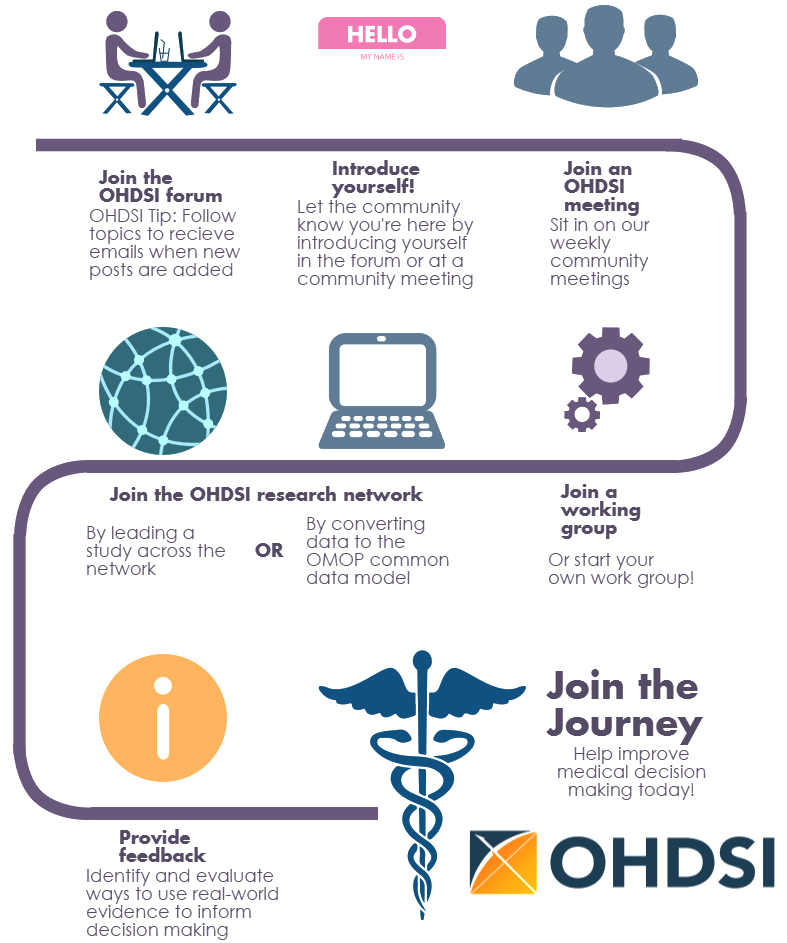 HELLO
MY NAME IS
Join the
OHDSI forum
OHDSI Tip: Follow
topics to recieve
emails when new
posts are added
Introduce
yourself!
Let the community
know you're here by
introducing yourself
in the forum or at a
community meeting
Join an
OHDSI
meeting
Sit in on our
weekly
community
meetings
Join the OHDSI research network
By leading a
study across the
network
OR
By converting
data to the
OMOP common
data model
Join a
working
group
Or start your
own work group!
Provide
feedback
Identify and evaluate
ways to use real-world
evidence to inform
decision making
Join the
Journey
Help improve
medical decision
making today!
OHDSI